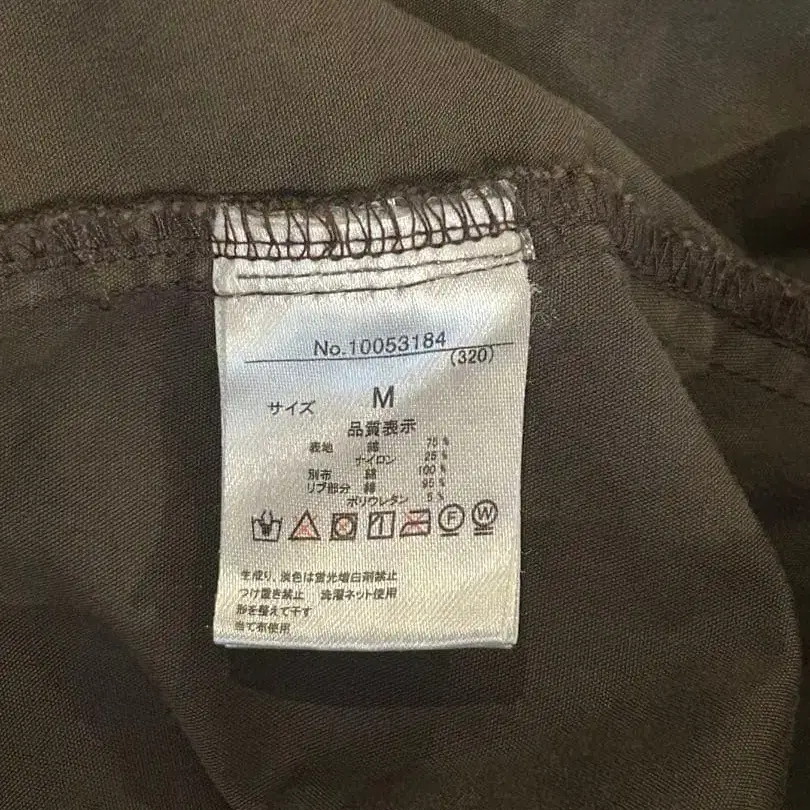 No.10053184
(320)
サイズ M
品質表示
表地 綿 75%
ナイロン 25%
別布 綿 100%
リブ部分 綿 95%
ポリウレタン 5%
F W
生成り、淡色は蛍光増白剤禁止
つけ置き禁止 洗濯ネット使用
形を整えて干す
当て布使用